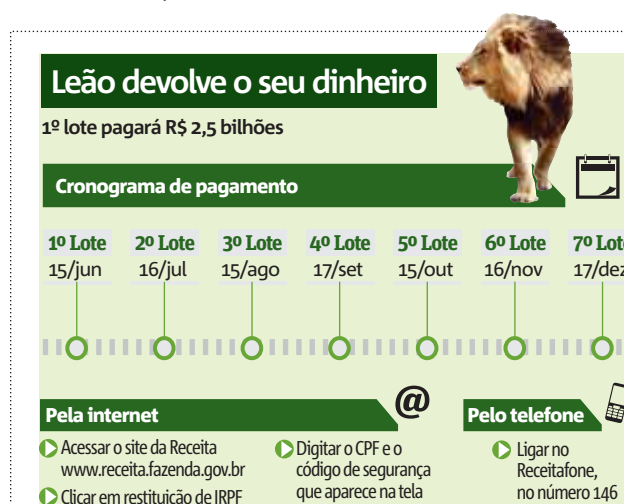 Leão devolve o seu dinheiro
1º lote pagará R$ 2,5 bilhões
Cronograma de pagamento
1º Lote 2º Lote 3º Lote 4º Lote 5º Lote 6º Lote 7º Lote
15/jun 16/jul 15/ago 17/set 15/out 16/nov 17/dez
Pela internet @
Acessar o site da Receita
www.receita.fazenda.gov.br
Clicar em restituição de IRPF
Digitar o CPF e o
código de segurança
que aparece na tela
Pelo telefone
Ligar no
Receitafone,
no número 146